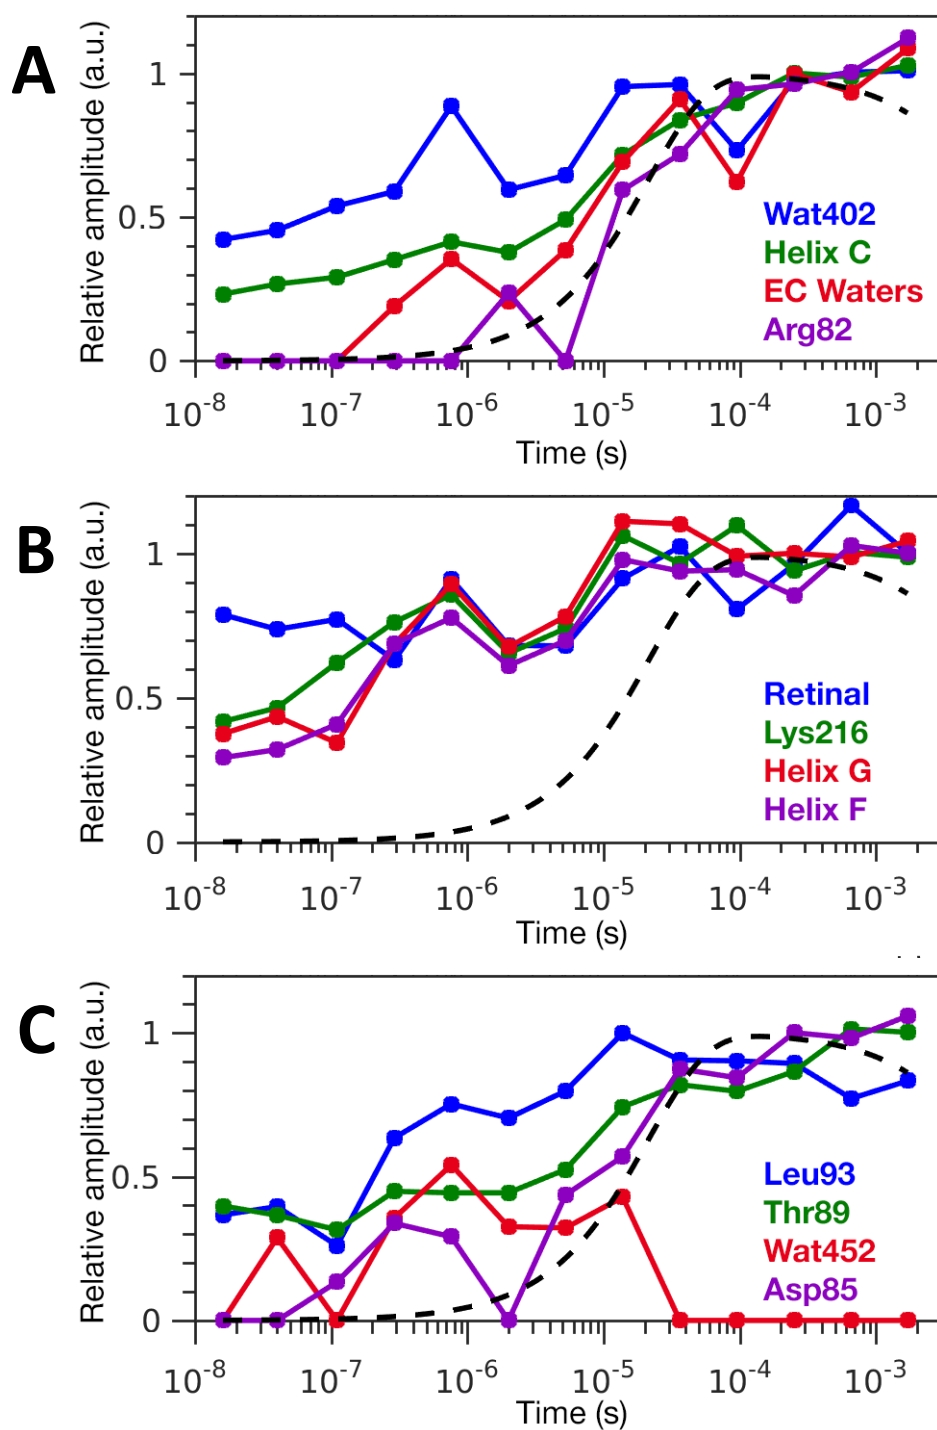 A
Relative amplitude (a.u.)
1
0.5
0
Wat402
Helix C
EC Waters
Arg82
10-8 10-7 10-6 10-5 10-4 10-3
Time (s)
B
Relative amplitude (a.u.)
1
0.5
0
Retinal
Lys216
Helix G
Helix F
10-8 10-7 10-6 10-5 10-4 10-3
Time (s)
C
Relative amplitude (a.u.)
1
0.5
0
Leu93
Thr89
Wat452
Asp85
10-8 10-7 10-6 10-5 10-4 10-3
Time (s)